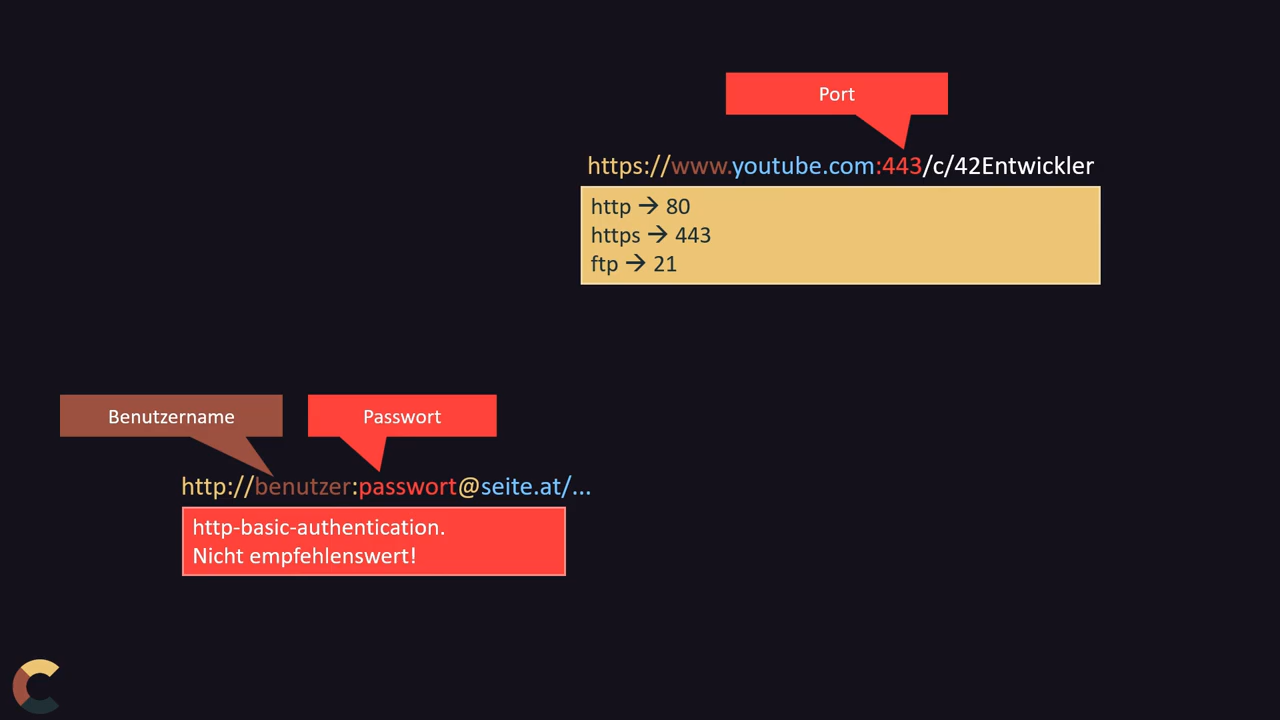 Port
https://www.youtube.com:443/c/42Entwickler
http → 80
https → 443
ftp → 21
Benutzername
Passwort
http://benutzer:passwort@seite.at/...
http-basic-authentication.
Nicht empfehlenswert!